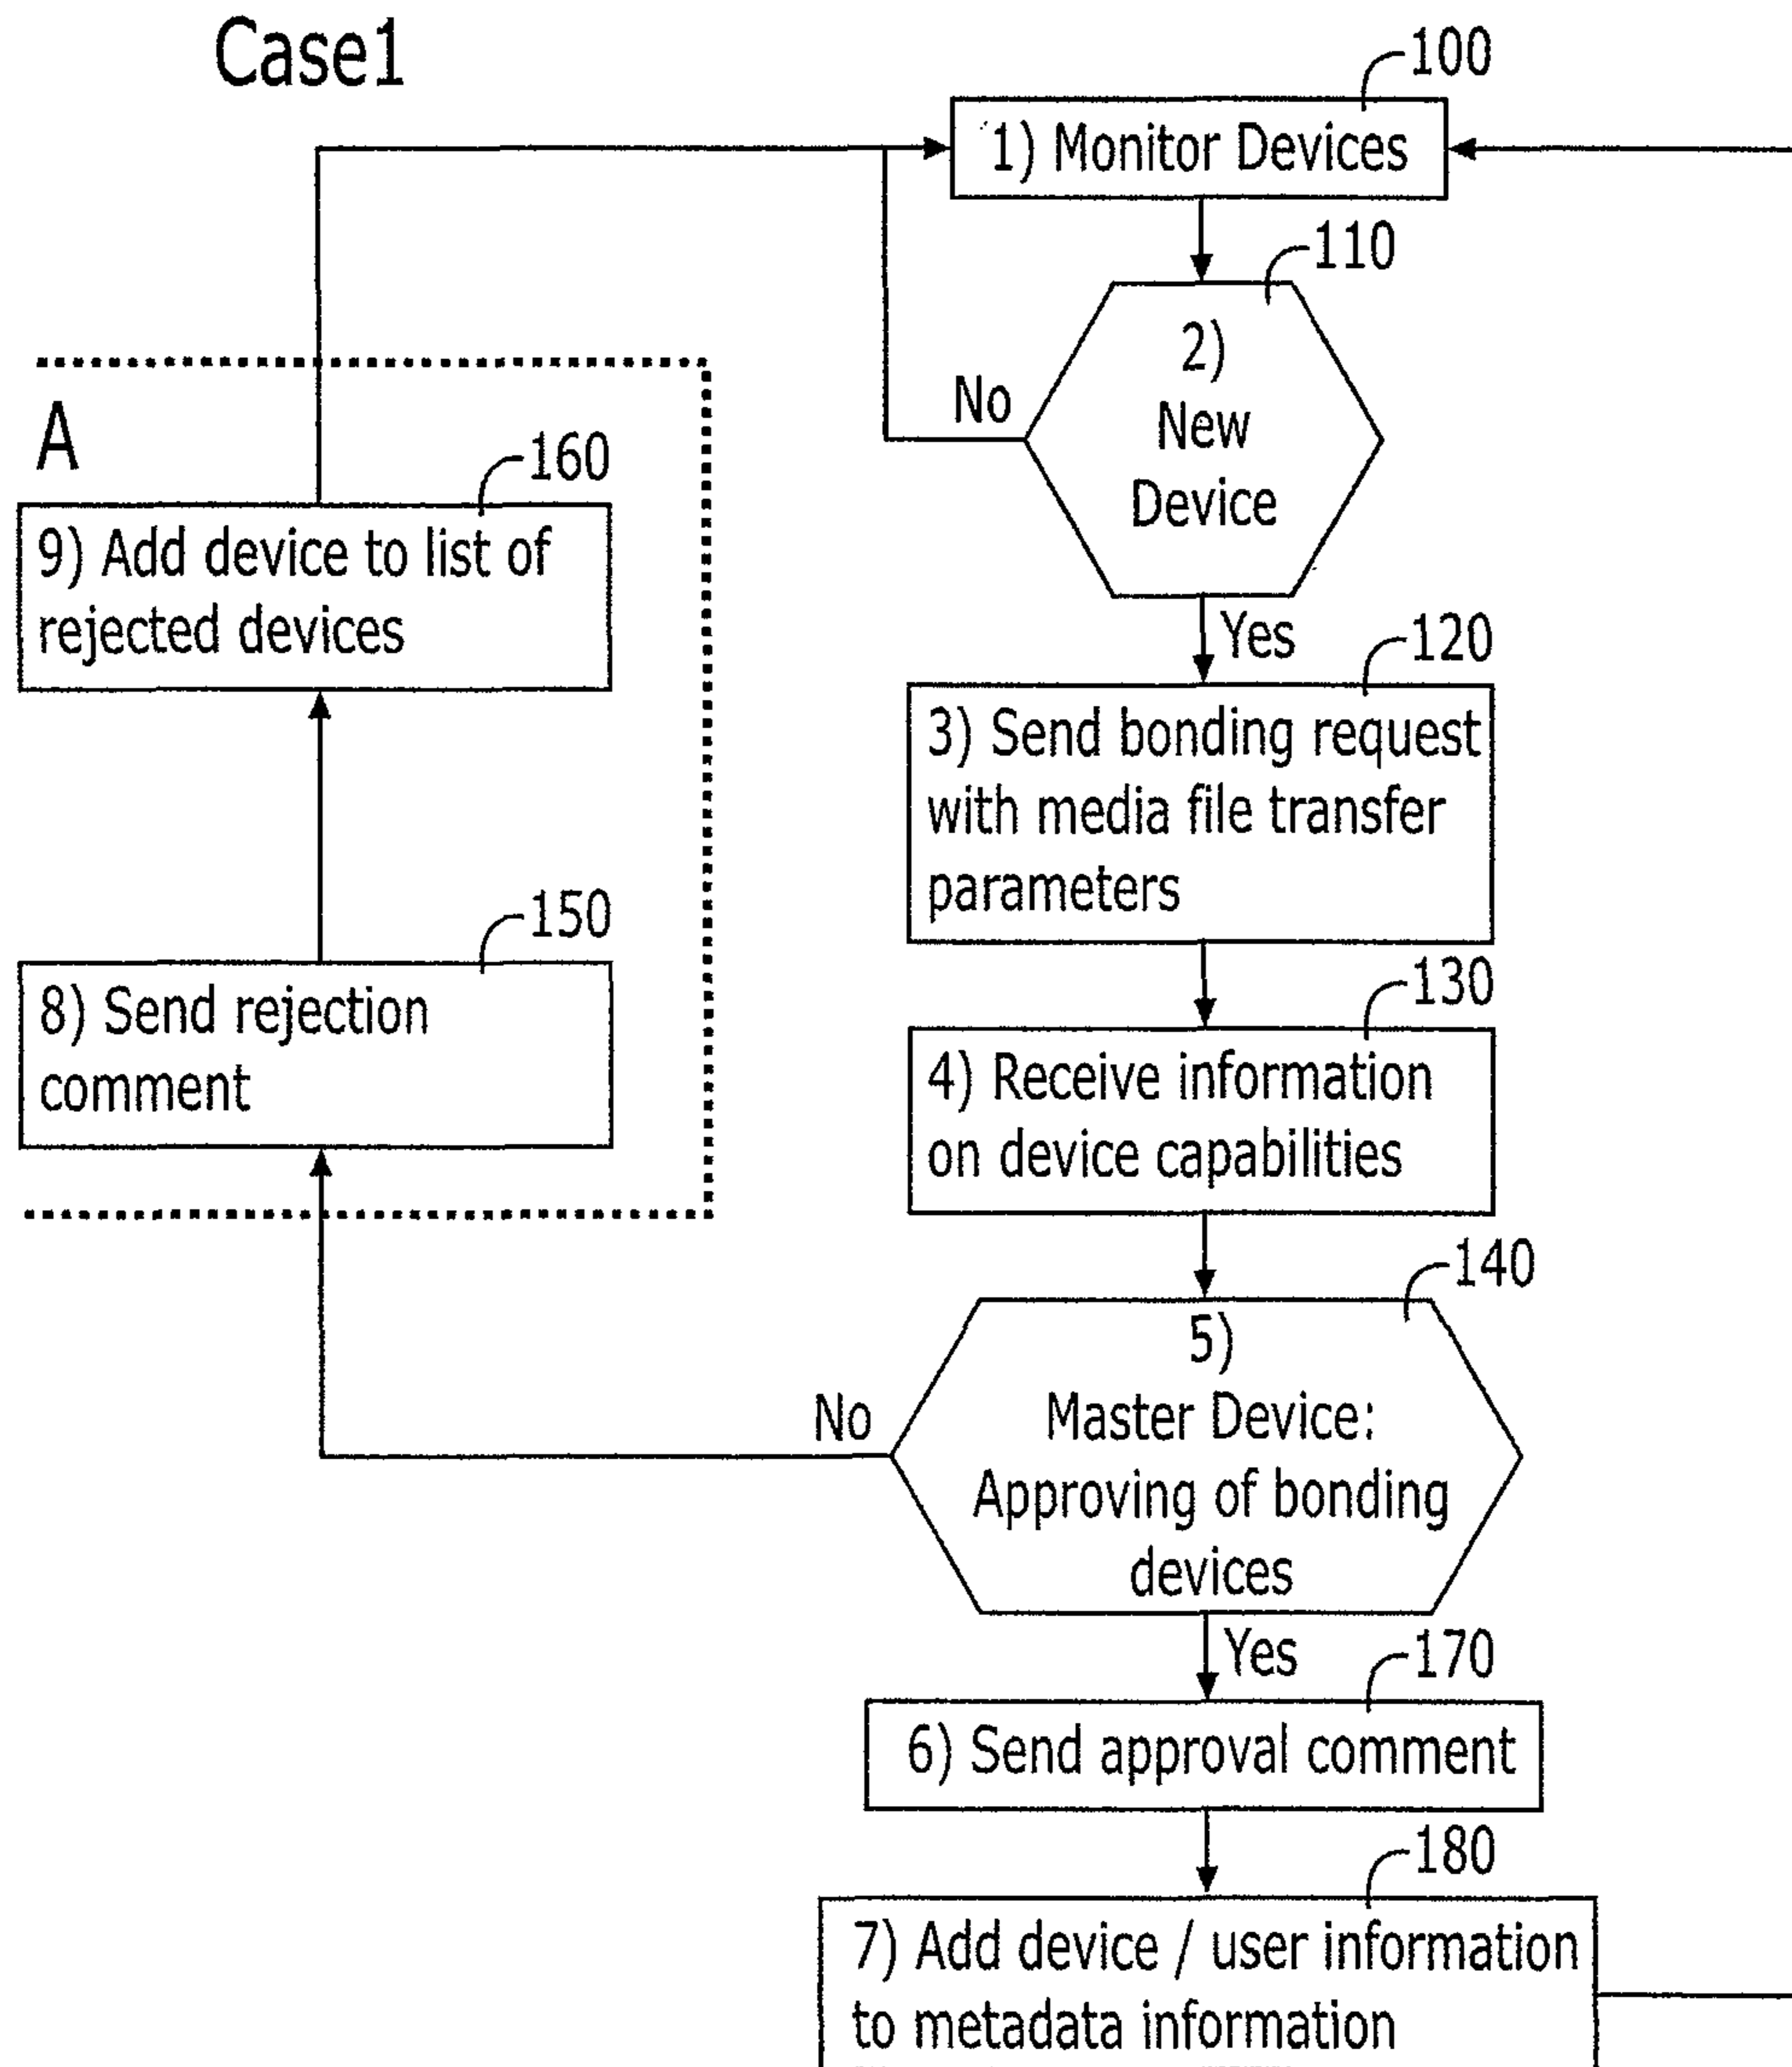 Case1
100
1) Monitor Devices
110
2)
New
Device
No
Yes
120
3) Send bonding request
with media file transfer
parameters
130
4) Receive information
on device capabilities
140
5)
Master Device:
Approving of bonding
devices
No
Yes
A
160
9) Add device to list of
rejected devices
150
8) Send rejection
comment
170
6) Send approval comment
180
7) Add device / user information
to metadata information